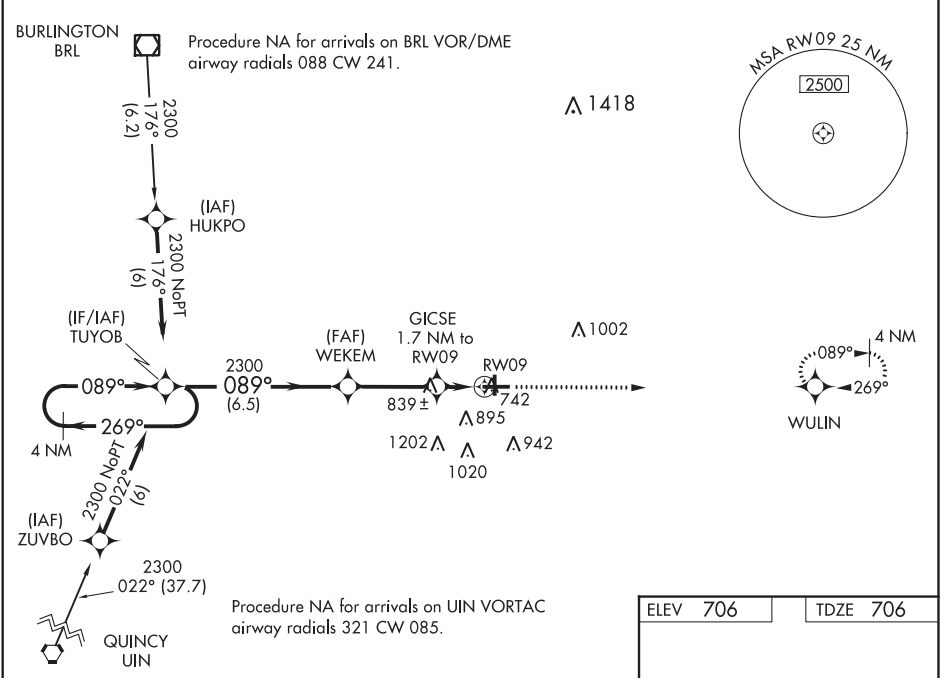 BURLINGTON
BRL
Procedure NA for arrivals on BRL VOR/DME
airway radials 088 CW 241.
MSA RW09 25 NM
2500
2300
176°
(6.2)
1418
(IAF)
HUKPO
2300 NoPT
176°
(6)
(IF/IAF)
TUYOB
(FAF)
WEKEM
GICSE
1.7 NM to
RW09
1002
4 NM
089°
269°
WULIN
089°
2300
089°
(6.5)
RW09
742
839±
895
269°
4 NM
1202
942
1020
2300 NoPT
022°
(6)
(IAF)
ZUVBO
2300
022° (37.7)
Procedure NA for arrivals on UIN VORTAC
airway radials 321 CW 085.
QUINCY
UIN
ELEV 706
TDZE 706